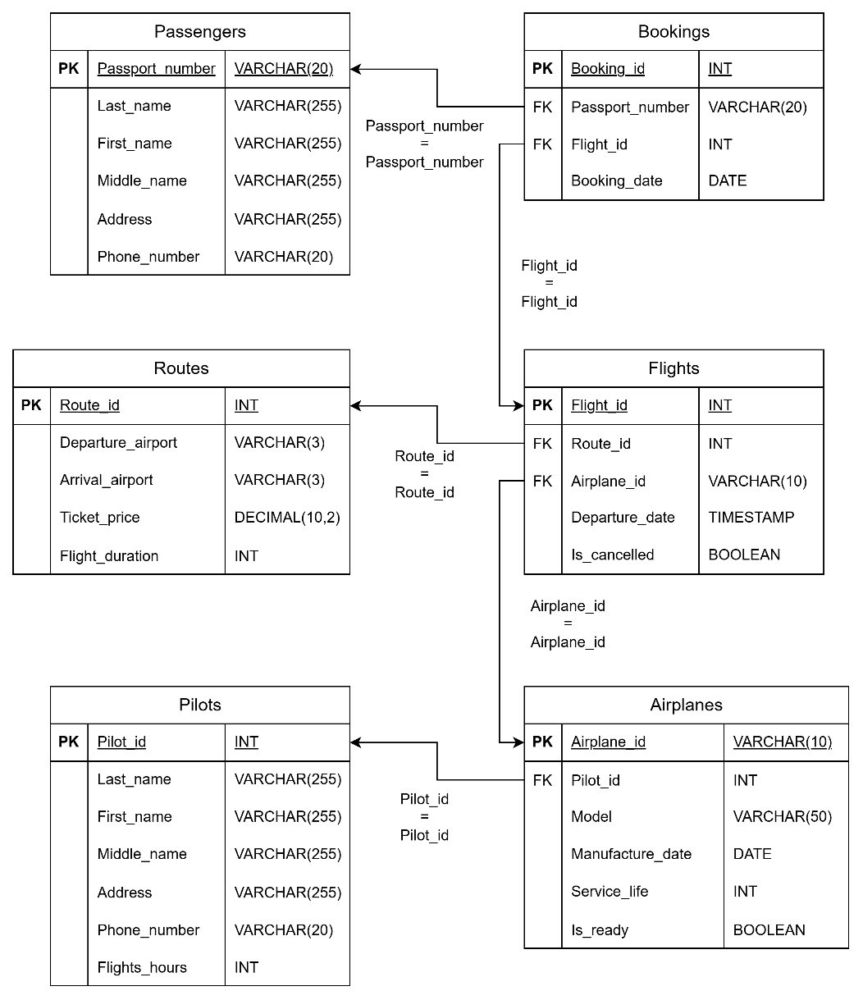 Passengers
PK Passport_number VARCHAR(20)
Last_name VARCHAR(255)
First_name VARCHAR(255)
Middle_name VARCHAR(255)
Address VARCHAR(255)
Phone_number VARCHAR(20)
Passport_number
=
Passport_number
Bookings
PK Booking_id INT
FK Passport_number VARCHAR(20)
FK Flight_id INT
Booking_date DATE
Flight_id
=
Flight_id
Routes
PK Route_id INT
Departure_airport VARCHAR(3)
Arrival_airport VARCHAR(3)
Ticket_price DECIMAL(10,2)
Flight_duration INT
Route_id
=
Route_id
Flights
PK Flight_id INT
FK Route_id INT
FK Airplane_id VARCHAR(10)
Departure_date TIMESTAMP
Is_cancelled BOOLEAN
Airplane_id
=
Airplane_id
Pilots
PK Pilot_id INT
Last_name VARCHAR(255)
First_name VARCHAR(255)
Middle_name VARCHAR(255)
Address VARCHAR(255)
Phone_number VARCHAR(20)
Flights_hours INT
Pilot_id
=
Pilot_id
Airplanes
PK Airplane_id VARCHAR(10)
FK Pilot_id INT
Model VARCHAR(50)
Manufacture_date DATE
Service_life INT
Is_ready BOOLEAN